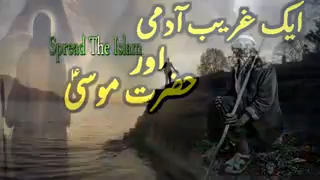 ایک غریب آدمی
Spread The Islam
اور
حضرت موسیٰؑ